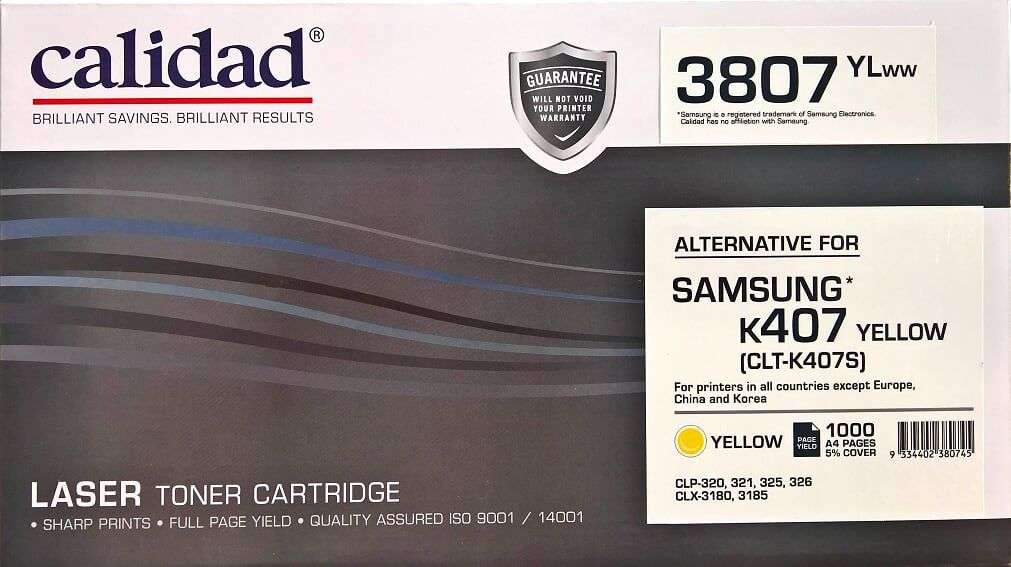 calidad®
BRILLIANT SAVINGS. BRILLIANT RESULTS
GUARANTEE
WILL NOT VOID
YOUR PRINTER
WARRANTY
3807 YLWW
*Samsung is a registered trademark of Samsung Electronics.
Calidad has no affiliation with Samsung.
ALTERNATIVE FOR
SAMSUNG*
K407 YELLOW
(CLT-K407S)
For printers in all countries except Europe,
China and Korea
YELLOW
PAGE
YIELD
1000
A4 PAGES
5% COVER
9 334402 380745
CLP-320, 321, 325, 326
CLX-3180, 3185
LASER TONER CARTRIDGE
• SHARP PRINTS • FULL PAGE YIELD • QUALITY ASSURED ISO 9001 / 14001